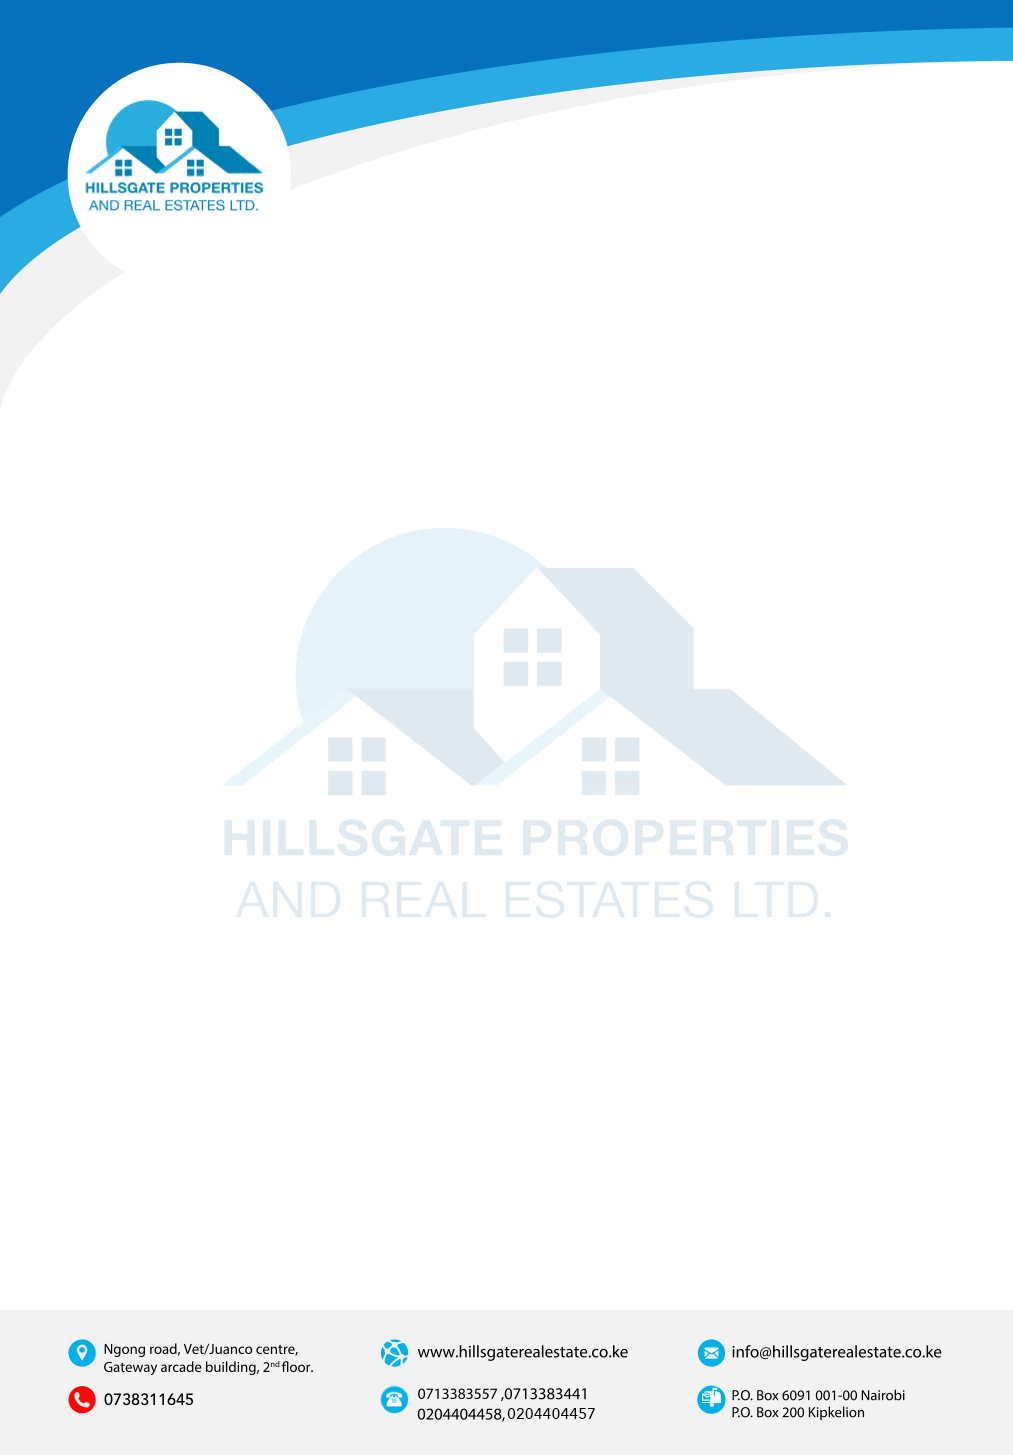 HILLSGATE PROPERTIES
AND REAL ESTATES LTD.
HILLSGATE PROPERTIES
AND REAL ESTATES LTD.
Ngong road, Vet/Juanco centre,
Gateway arcade building, 2nd floor.
0738311645
www.hillsgaterealestate.co.ke
0713383557 ,0713383441
0204404458, 0204404457
info@hillsgaterealestate.co.ke
P.O. Box 6091 001-00 Nairobi
P.O. Box 200 Kipkelion